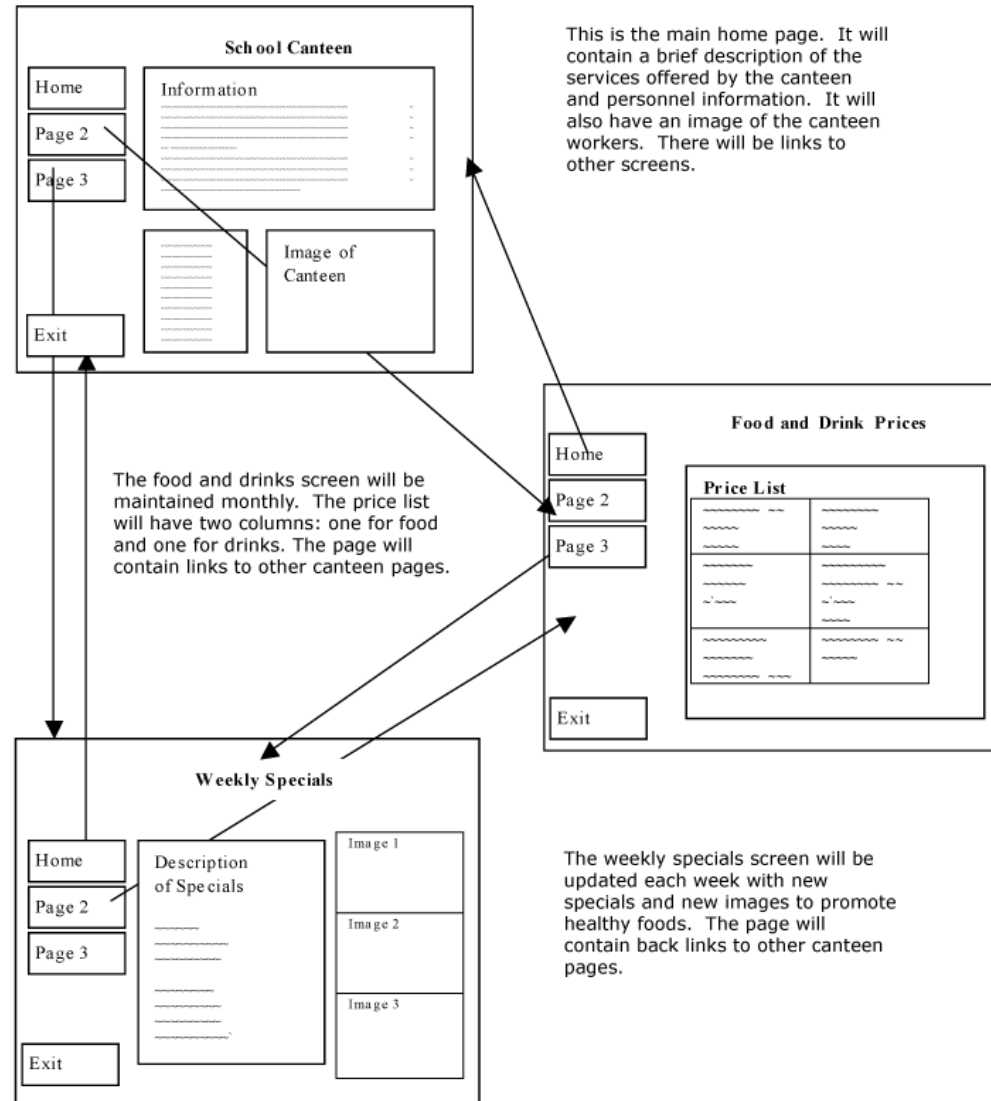 School Canteen
Home
Page 2
Page 3
Exit
Information
Image of
Canteen
This is the main home page. It will
contain a brief description of the
services offered by the canteen
and personnel information. It will
also have an image of the canteen
workers. There will be links to
other screens.
The food and drinks screen will be
maintained monthly. The price list
will have two columns: one for food
and one for drinks. The page will
contain links to other canteen pages.
Food and Drink Prices
Home
Page 2
Page 3
Exit
Price List
Weekly Specials
Home
Page 2
Page 3
Exit
Description
of Specials
Image 1
Image 2
Image 3
The weekly specials screen will be
updated each week with new
specials and new images to promote
healthy foods. The page will
contain back links to other canteen
pages.